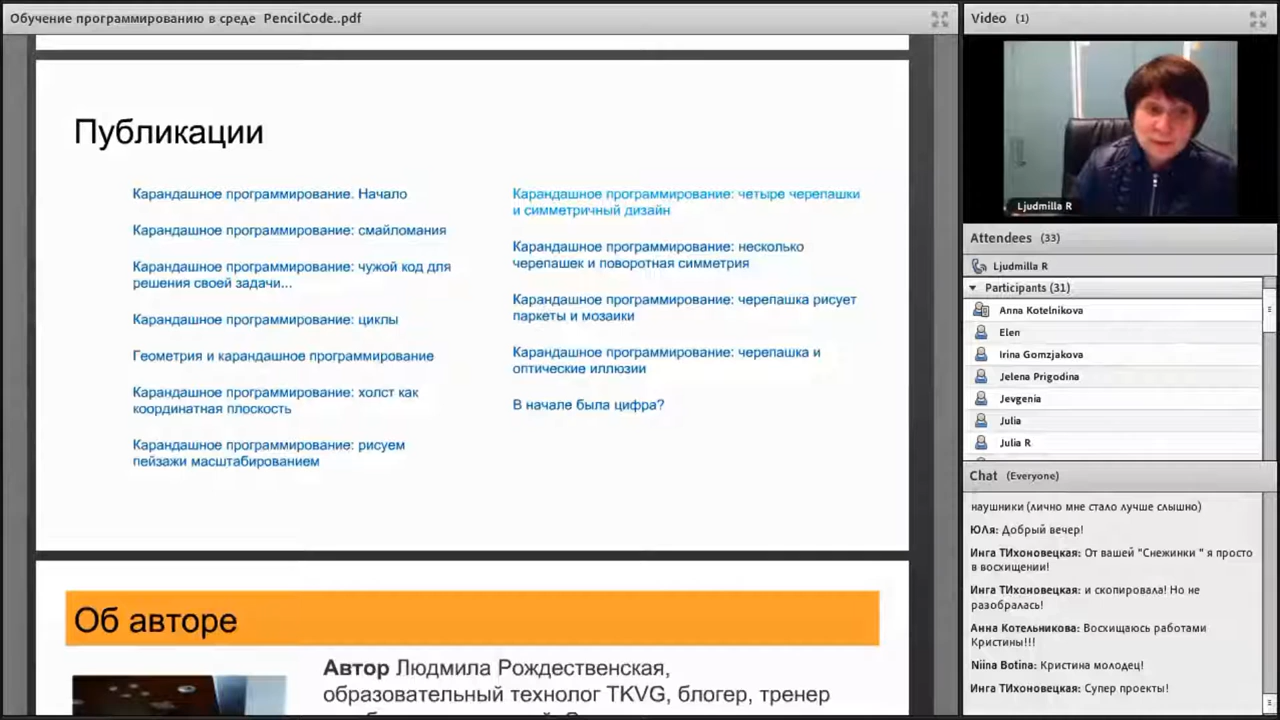 Обучение программированию в среде PencilCode..pdf
Публикации
Карандашное программирование. Начало
Карандашное программирование: смайломания
Карандашное программирование: чужой код для
решения своей задачи...
Карандашное программирование: циклы
Геометрия и карандашное программирование
Карандашное программирование: холст как
координатная плоскость
Карандашное программирование: рисуем
пейзажи масштабированием
Карандашное программирование: четыре черепашки
и симметричный дизайн
Карандашное программирование: несколько
черепашек и поворотная симметрия
Карандашное программирование: черепашка рисует
паркеты и мозаики
Карандашное программирование: черепашка и
оптические иллюзии
В начале была цифра?
Об авторе
Автор Людмила Рождественская,
образовательный технолог TKVG, блогер, тренер
Video (1)
Ljudmilla R
Attendees (33)
Ljudmilla R
Participants (31)
Anna Kotelnikova
Elen
Irina Gomzjakova
Jelena Prigodina
Jevgenia
Julia
Julia R
Chat (Everyone)
наушники (лично мне стало лучше слышно)
ЮЛя: Добрый вечер!
Инга ТИхоновецкая: От вашей "Снежинки " я просто
в восхищении!
Инга ТИхоновецкая: и скопировала! Но не
разобралась!
Анна Котельникова: Восхищаюсь работами
Кристины!!!
Niina Botina: Кристина молодец!
Инга ТИхоновецкая: Супер проекты!